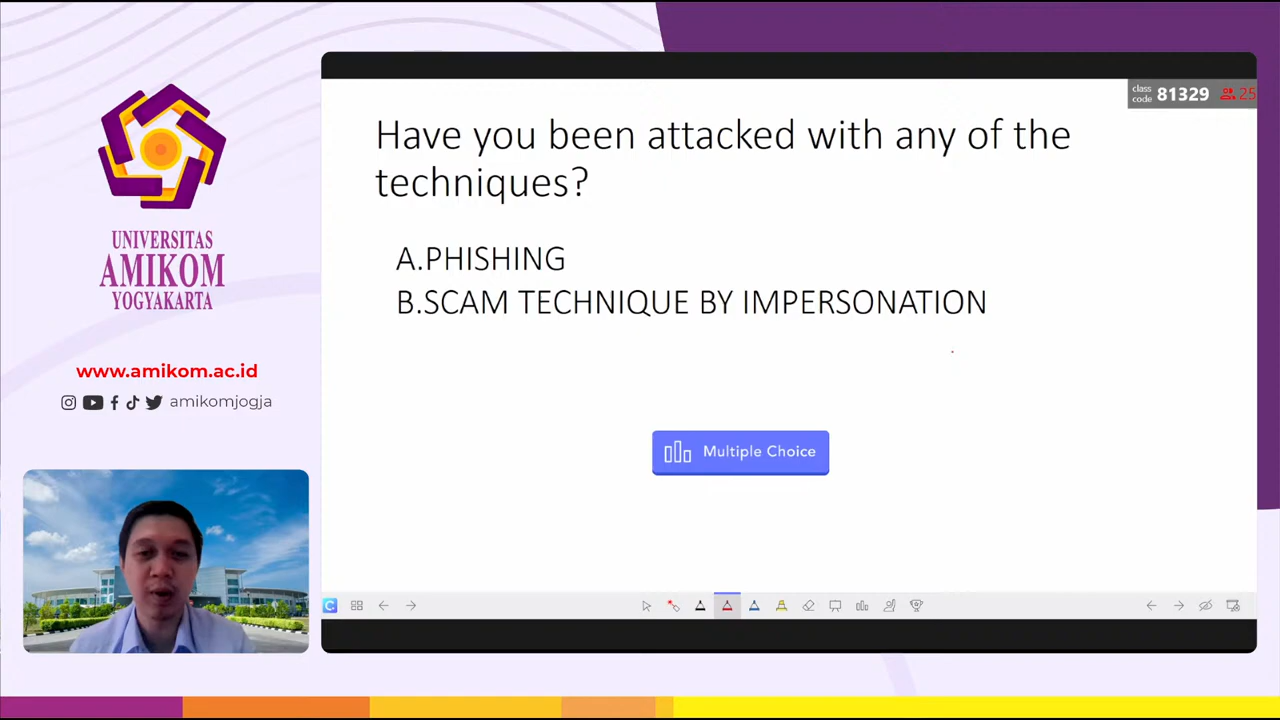 UNIVERSITAS
AMIKOM
YOGYAKARTA
www.amikom.ac.id
amikomjogja
class
code 81329 25
Have you been attacked with any of the
techniques?
A.PHISHING
B.SCAM TECHNIQUE BY IMPERSONATION
Multiple Choice